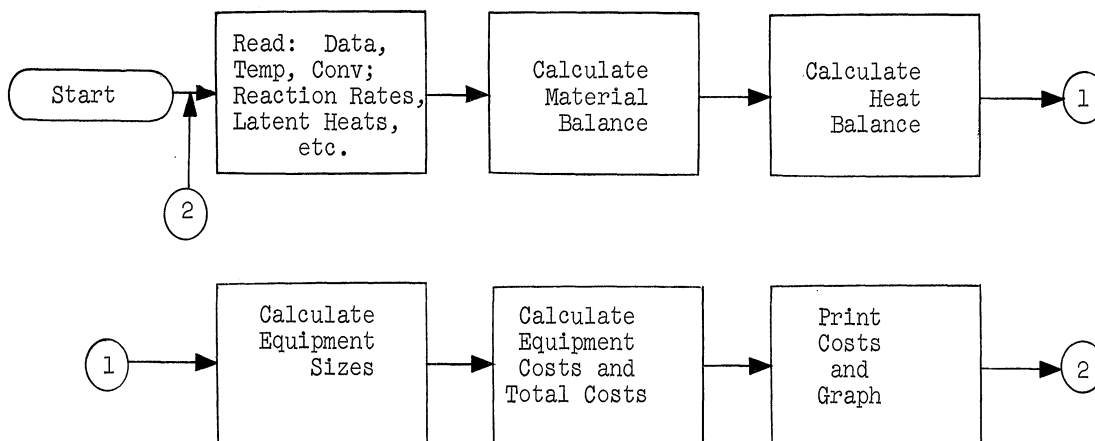 Start
2
Read: Data,
Temp, Conv;
Reaction Rates,
Latent Heats,
etc.
Calculate
Material
Balance
Calculate
Heat
Balance
1
1
Calculate
Equipment
Sizes
Calculate
Equipment
Costs and
Total Costs
Print
Costs
and
Graph
2